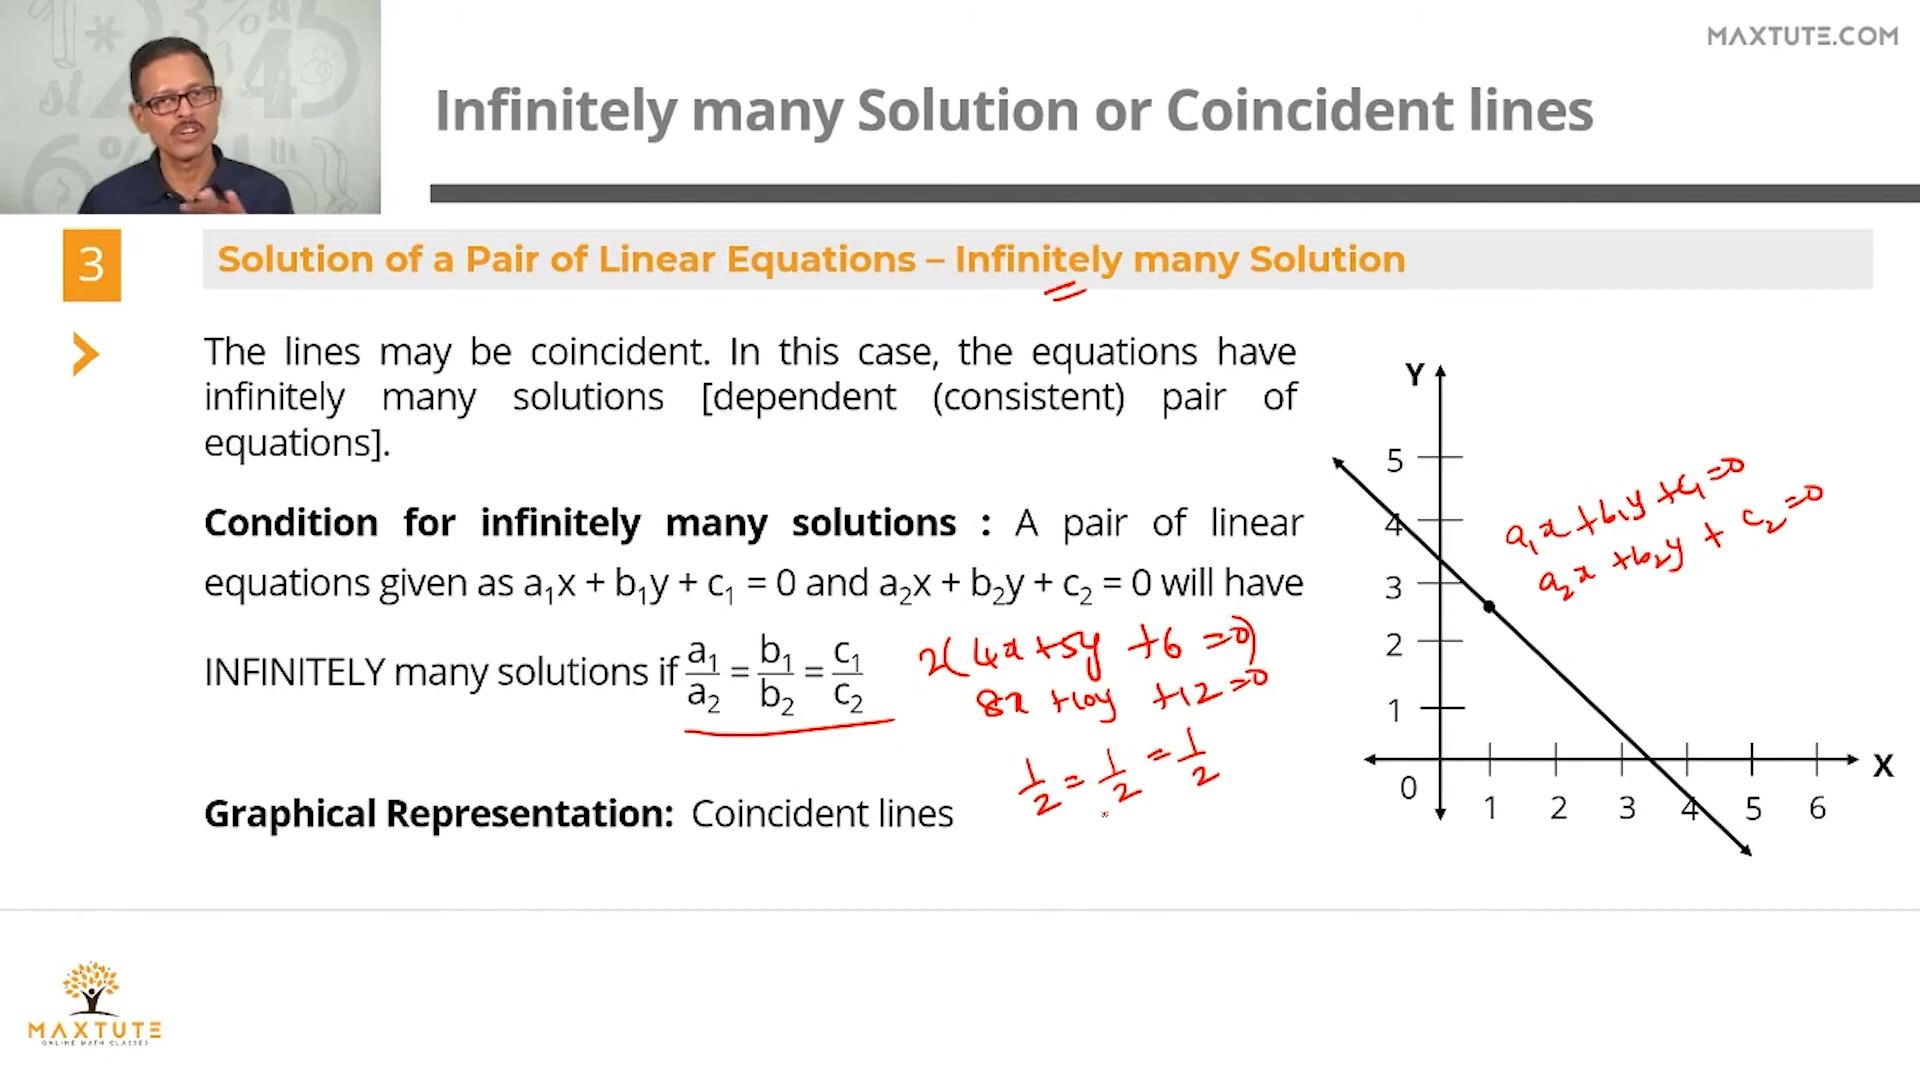 MAXTUTE.COM
Infinitely many Solution or Coincident lines
3
Solution of a Pair of Linear Equations – Infinitely many Solution
The lines may be coincident. In this case, the equations have
infinitely many solutions [dependent (consistent) pair of
equations].
Condition for infinitely many solutions : A pair of linear
equations given as a₁x + b₁y + c₁ = 0 and a₂x + b₂y + c₂ = 0 will have
INFINITELY many solutions if a₁/a₂ = b₁/b₂ = c₁/c₂
2(4x+5y +6 =0)
8x +10y +12=0
1/2 = 1/2 = 1/2
Graphical Representation: Coincident lines
Y
5
4
3
2
1
0
1 2 3 4 5 6
X
a₁x +b₁y +c₁ =0
a₂x +b₂y + c₂ =0
MAXTUTE
ONLINE MATH CLASSES